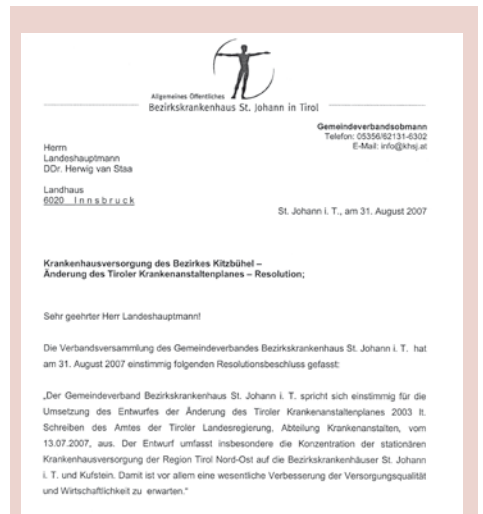 Allgemeines Öffentliches
Bezirkskrankenhaus St. Johann in Tirol
Gemeindeverbandsobmann
Telefon: 05356/62131-6302
E-Mail: info@khsj.at
Herrn
Landeshauptmann
DDr. Herwig van Staa
Landhaus
6020 Innsbruck
St. Johann i. T., am 31. August 2007
Krankenhausversorgung des Bezirkes Kitzbühel –
Änderung des Tiroler Krankenanstaltenplanes – Resolution;
Sehr geehrter Herr Landeshauptmann!
Die Verbandsversammlung des Gemeindeverbandes Bezirkskrankenhaus St. Johann i. T. hat
am 31. August 2007 einstimmig folgenden Resolutionsbeschluss gefasst:
„Der Gemeindeverband Bezirkskrankenhaus St. Johann i. T. spricht sich einstimmig für die
Umsetzung des Entwurfes der Änderung des Tiroler Krankenanstaltenplanes 2003 lt.
Schreiben des Amtes der Tiroler Landesregierung, Abteilung Krankenanstalten, vom
13.07.2007, aus. Der Entwurf umfasst insbesondere die Konzentration der stationären
Krankenhausversorgung der Region Tirol Nord-Ost auf die Bezirkskrankenhäuser St. Johann
i. T. und Kufstein. Damit ist vor allem eine wesentliche Verbesserung der Versorgungsqualität
und Wirtschaftlichkeit zu erwarten."